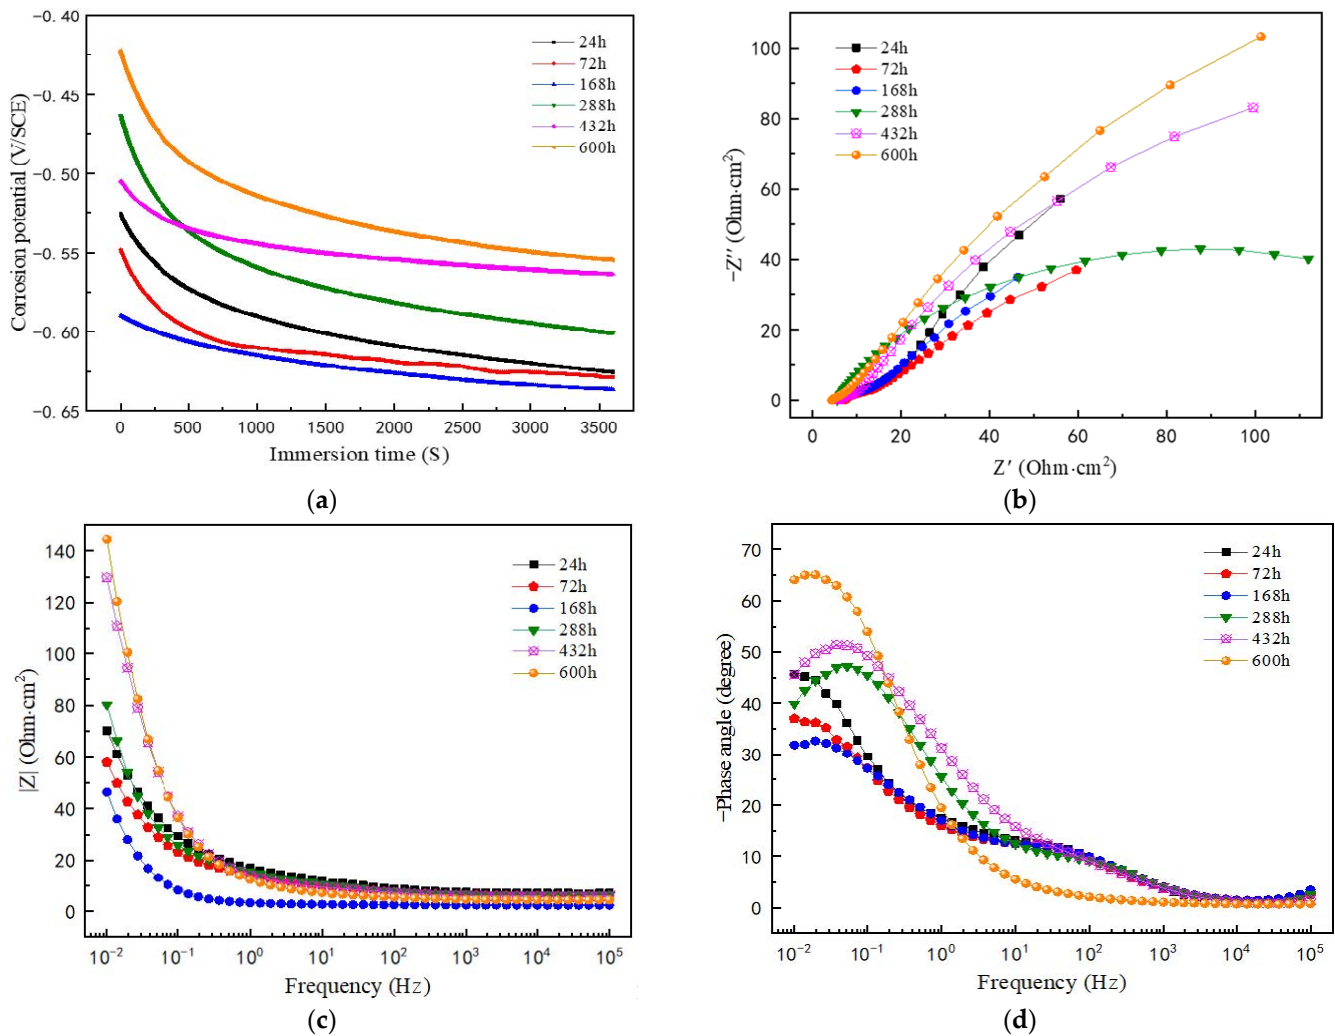 −0.40
−0.45
−0.50
−0.55
−0.60
−0.65
Corrosion potential (V/SCE)
24h
72h
168h
288h
432h
600h
0 500 1000 1500 2000 2500 3000 3500
Immersion time (S)
(a)
100
80
60
40
20
0
−Z″ (Ohm·cm²)
24h
72h
168h
288h
432h
600h
0 20 40 60 80 100
Z′ (Ohm·cm²)
(b)
140
120
100
80
60
40
20
0
|Z| (Ohm·cm²)
24h
72h
168h
288h
432h
600h
10⁻² 10⁻¹ 10⁰ 10¹ 10² 10³ 10⁴ 10⁵
Frequency (Hz)
(c)
70
60
50
40
30
20
10
0
−Phase angle (degree)
24h
72h
168h
288h
432h
600h
10⁻² 10⁻¹ 10⁰ 10¹ 10² 10³ 10⁴ 10⁵
Frequency (Hz)
(d)